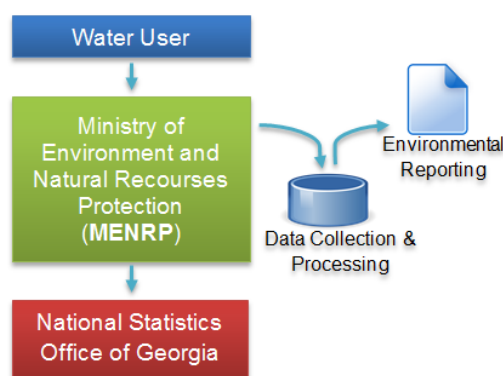 Water User
Ministry of
Environment and
Natural Recourses
Protection
(MENRP)
Environmental
Reporting
Data Collection &
Processing
National Statistics
Office of Georgia